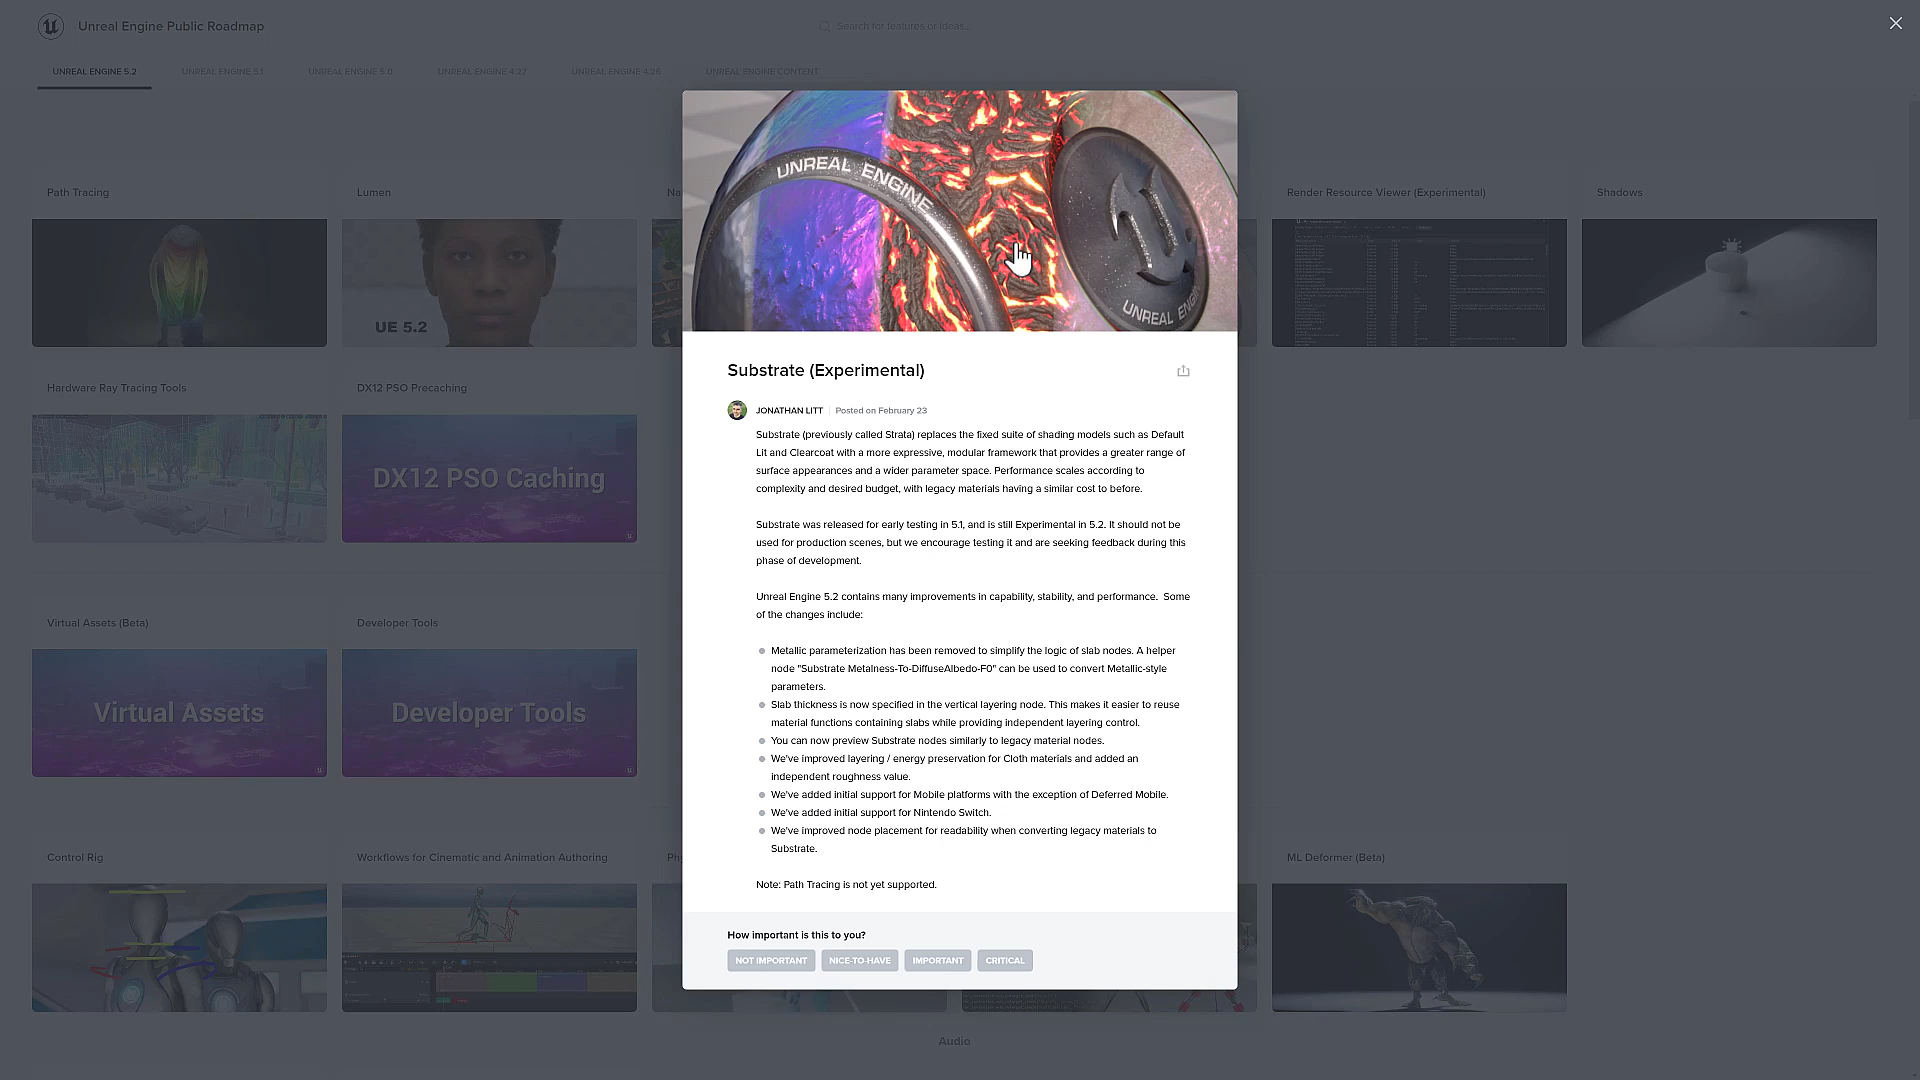 Unreal Engine Public Roadmap
Search for features or ideas...
UNREAL ENGINE 5.2
UNREAL ENGINE 5.1
UNREAL ENGINE 5.0
UNREAL ENGINE 4.27
UNREAL ENGINE 4.26
UNREAL ENGINE CONTENT
Path Tracing
Lumen
Na
Render Resource Viewer (Experimental)
Shadows
UE 5.2
UNREAL ENGINE
UNREAL ENGI
Hardware Ray Tracing Tools
DX12 PSO Precaching
DX12 PSO Caching
Virtual Assets (Beta)
Developer Tools
Virtual Assets
Developer Tools
Control Rig
Workflows for Cinematic and Animation Authoring
Ph
ML Deformer (Beta)
Audio
Substrate (Experimental)
JONATHAN LITT
Posted on February 23
Substrate (previously called Strata) replaces the fixed suite of shading models such as Default
Lit and Clearcoat with a more expressive, modular framework that provides a greater range of
surface appearances and a wider parameter space. Performance scales according to
complexity and desired budget, with legacy materials having a similar cost to before.
Substrate was released for early testing in 5.1, and is still Experimental in 5.2. It should not be
used for production scenes, but we encourage testing it and are seeking feedback during this
phase of development.
Unreal Engine 5.2 contains many improvements in capability, stability, and performance.  Some
of the changes include:
Metallic parameterization has been removed to simplify the logic of slab nodes. A helper
node "Substrate Metalness-To-DiffuseAlbedo-F0" can be used to convert Metallic-style
parameters.
Slab thickness is now specified in the vertical layering node. This makes it easier to reuse
material functions containing slabs while providing independent layering control.
You can now preview Substrate nodes similarly to legacy material nodes.
We've improved layering / energy preservation for Cloth materials and added an
independent roughness value.
We've added initial support for Mobile platforms with the exception of Deferred Mobile.
We've added initial support for Nintendo Switch.
We've improved node placement for readability when converting legacy materials to
Substrate.
Note: Path Tracing is not yet supported.
How important is this to you?
NOT IMPORTANT
NICE-TO-HAVE
IMPORTANT
CRITICAL